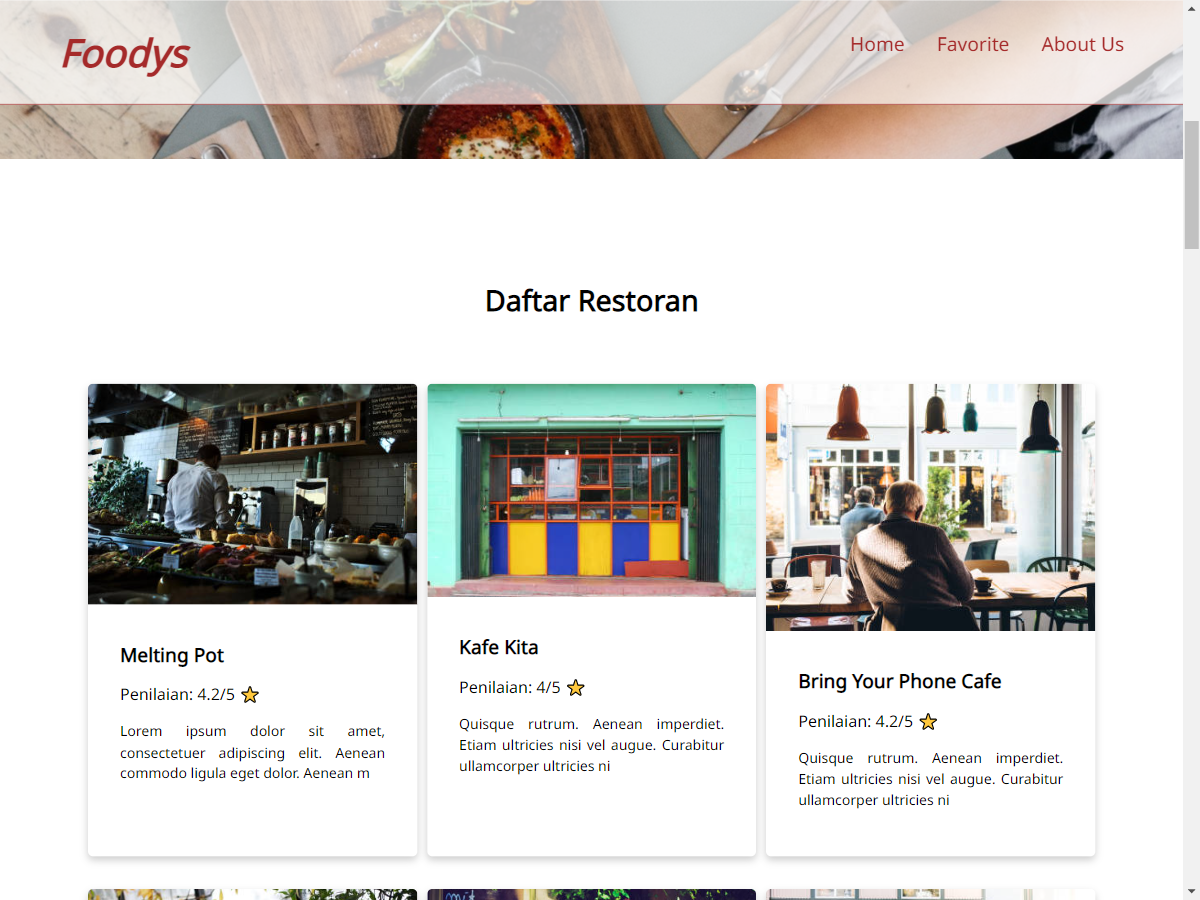 Foodys
Home Favorite About Us
Daftar Restoran
Melting Pot
Penilaian: 4.2/5
Lorem ipsum dolor sit amet,
consectetuer adipiscing elit. Aenean
commodo ligula eget dolor. Aenean m
Kafe Kita
Penilaian: 4/5
Quisque rutrum. Aenean imperdiet.
Etiam ultricies nisi vel augue. Curabitur
ullamcorper ultricies ni
Bring Your Phone Cafe
Penilaian: 4.2/5
Quisque rutrum. Aenean imperdiet.
Etiam ultricies nisi vel augue. Curabitur
ullamcorper ultricies ni